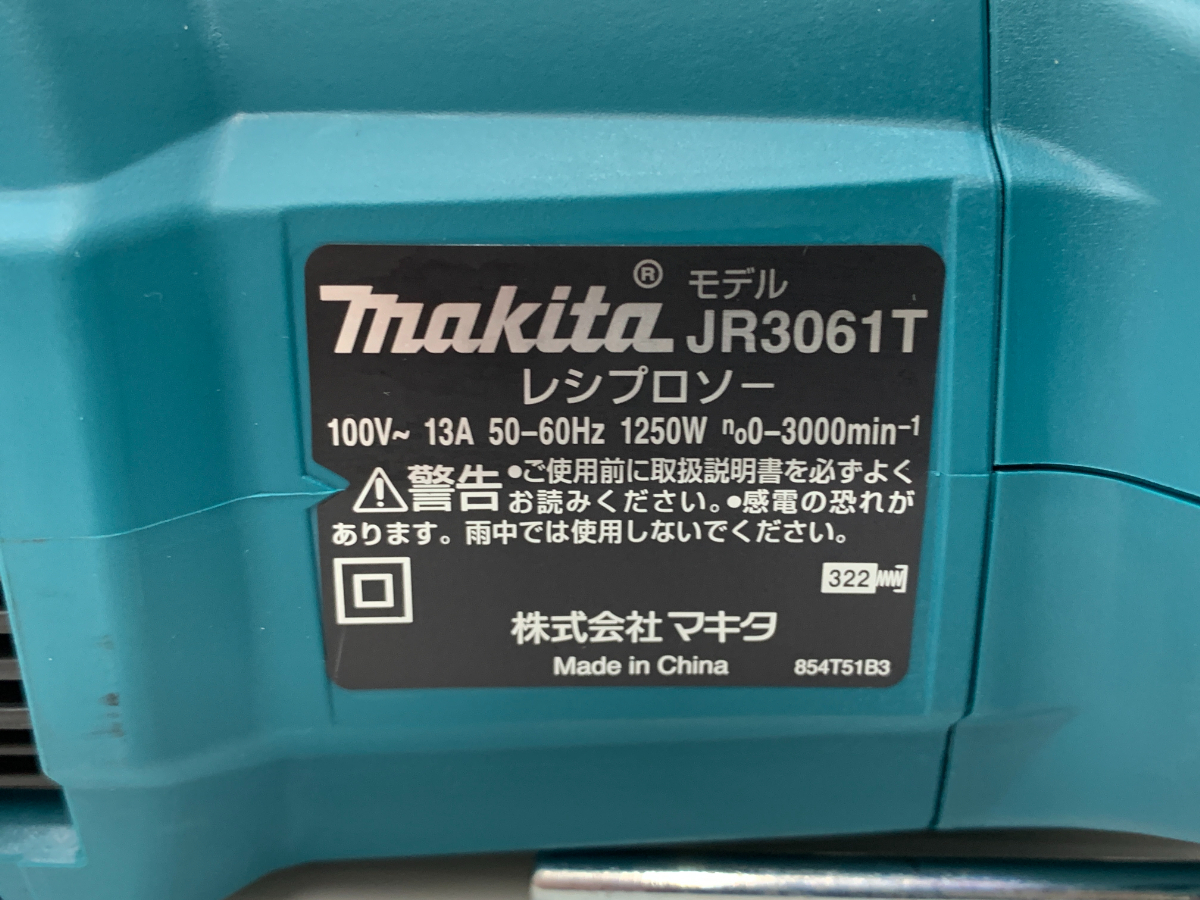 makita® モデル
JR3061T
レシプロソー
100V~ 13A 50-60Hz 1250W n₀0-3000min⁻¹
⚠警告 •ご使用前に取扱説明書を必ずよく
お読みください。•感電の恐れが
あります。雨中では使用しないでください。
322
株式会社マキタ
Made in China 854T51B3